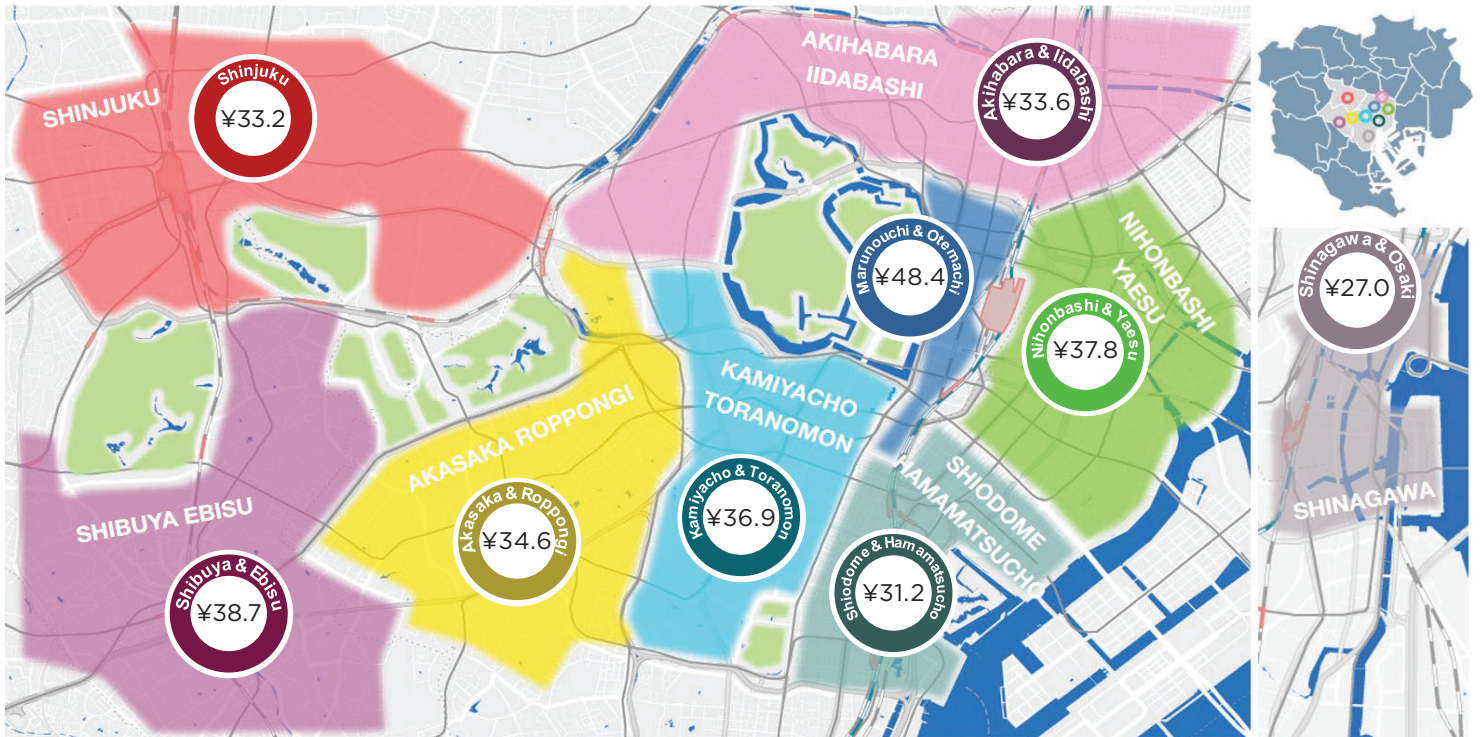 SHINJUKU
Shinjuku
¥33.2
AKIHABARA
IIDABASHI
Akihabara & Iidabashi
¥33.6
Marunouchi & Otemachi
¥48.4
NIHONBASHI
YAESU
Nihonbashi & Yaesu
¥37.8
Shinagawa & Osaki
¥27.0
SHINAGAWA
KAMIYACHO
TORANOMON
Kamiyacho & Toranomon
¥36.9
AKASAKA ROPPONGI
Akasaka & Roppongi
¥34.6
SHIODOME
HAMAMATSUCHO
Shiodome & Hamamatsucho
¥31.2
SHIBUYA EBISU
Shibuya & Ebisu
¥38.7